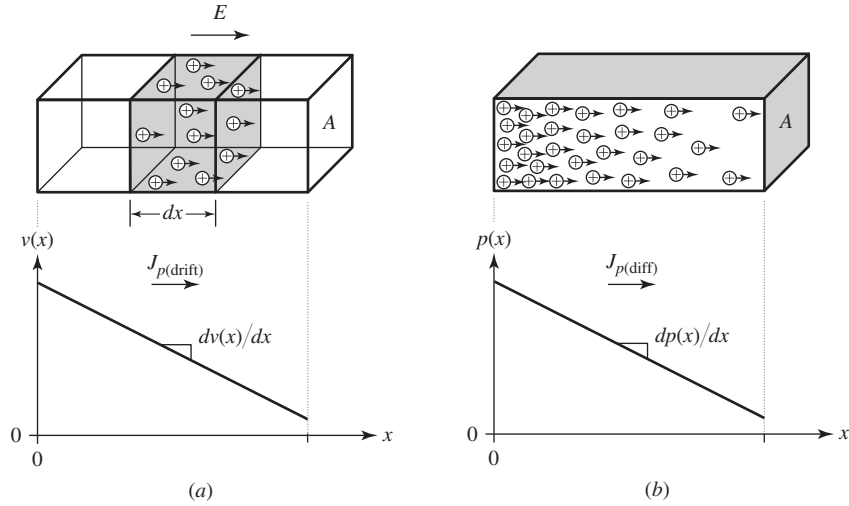 E
A
dx
v(x)
J_p(drift)
dv(x)/dx
0
0
x
(a)
A
p(x)
J_p(diff)
dp(x)/dx
0
0
x
(b)